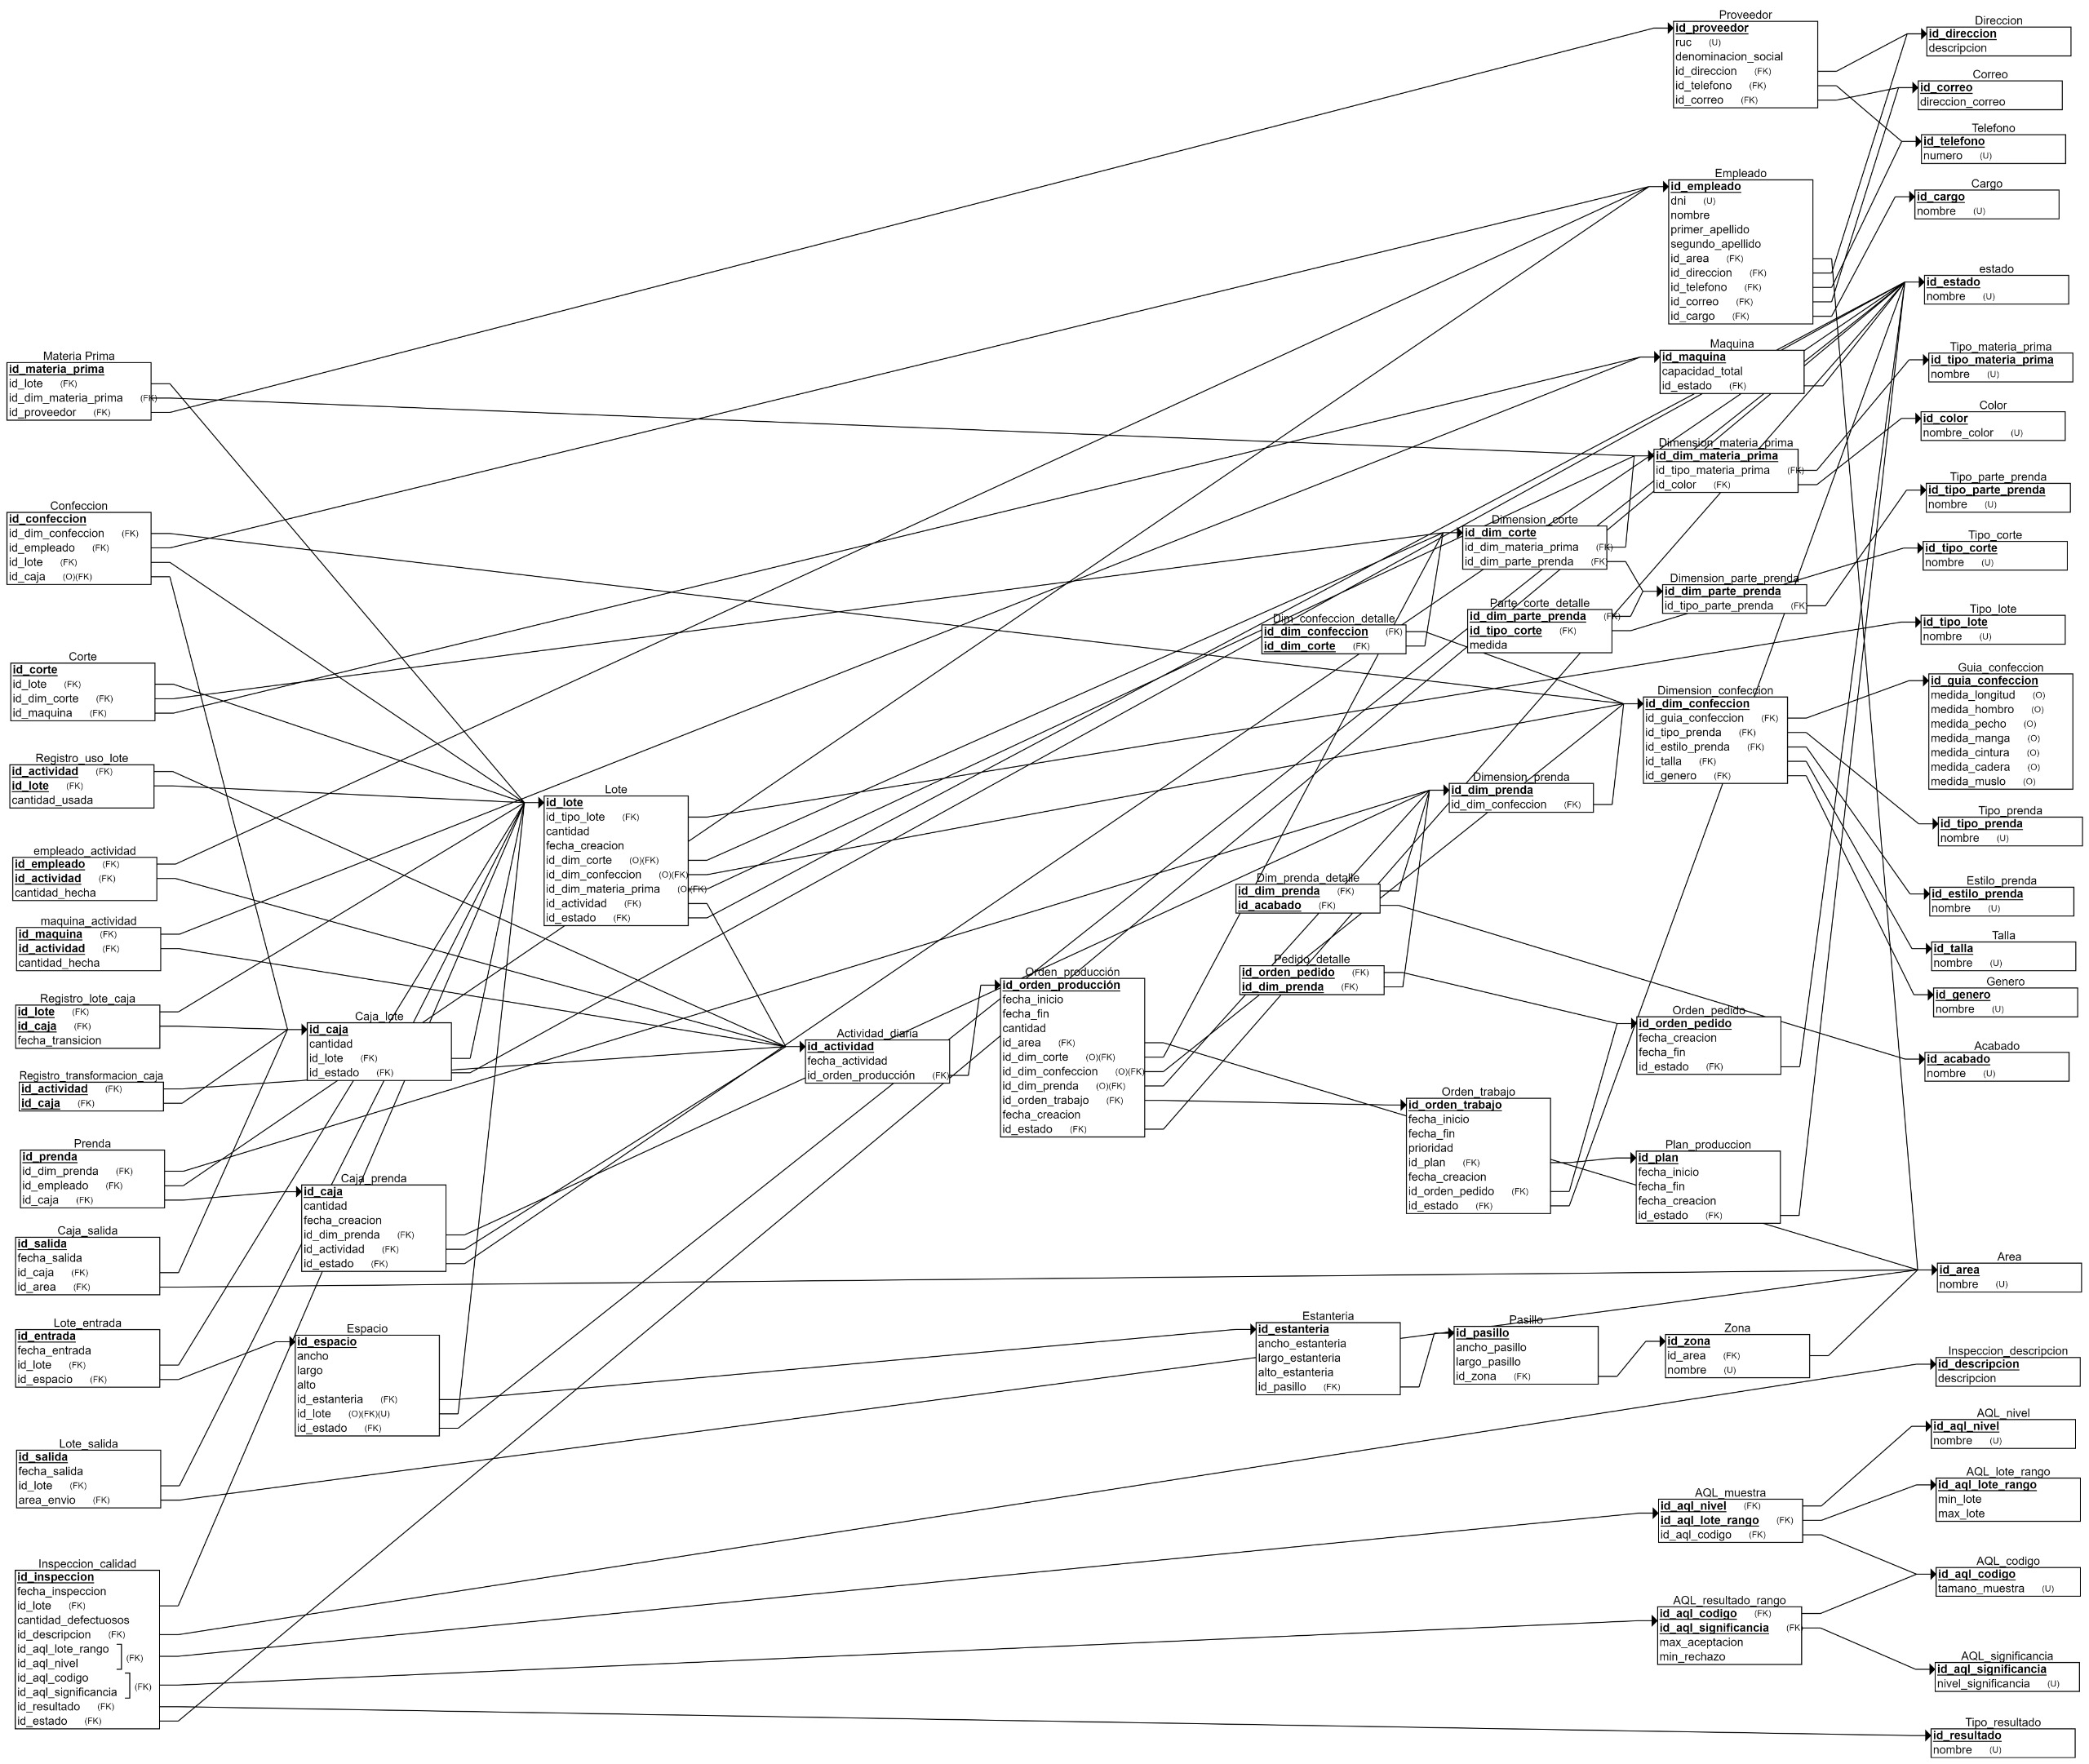 Proveedor
id_proveedor
ruc (U)
denominacion_social
id_direccion (FK)
id_telefono (FK)
id_correo (FK)
Direccion
id_direccion
descripcion
Correo
id_correo
direccion_correo
Telefono
id_telefono
numero (U)
Empleado
id_empleado
dni (U)
nombre
primer_apellido
segundo_apellido
id_area (FK)
id_direccion (FK)
id_telefono (FK)
id_correo (FK)
id_cargo (FK)
Cargo
id_cargo
nombre (U)
estado
id_estado
nombre (U)
Materia Prima
id_materia_prima
id_lote (FK)
id_dim_materia_prima (FK)
id_proveedor (FK)
Maquina
id_maquina
capacidad_total
id_estado (FK)
Tipo_materia_prima
id_tipo_materia_prima
nombre (U)
Color
id_color
nombre_color (U)
Dimension_materia_prima
id_dim_materia_prima
id_tipo_materia_prima (FK)
id_color (FK)
Tipo_parte_prenda
id_tipo_parte_prenda
nombre (U)
Confeccion
id_confeccion
id_dim_confeccion (FK)
id_empleado (FK)
id_lote (FK)
id_caja (O)(FK)
Dimension_corte
id_dim_corte
id_dim_materia_prima (FK)
id_dim_parte_prenda (FK)
Tipo_corte
id_tipo_corte
nombre (U)
Dimension_parte_prenda
id_dim_parte_prenda
id_tipo_parte_prenda (FK)
Parte_corte_detalle
id_dim_parte_prenda (FK)
id_tipo_corte (FK)
medida
Dim_confeccion_detalle
id_dim_confeccion (FK)
id_dim_corte (FK)
Tipo_lote
id_tipo_lote
nombre (U)
Corte
id_corte
id_lote (FK)
id_dim_corte (FK)
id_maquina (FK)
Guia_confeccion
id_guia_confeccion
medida_longitud (O)
medida_hombro (O)
medida_pecho (O)
medida_manga (O)
medida_cintura (O)
medida_cadera (O)
medida_muslo (O)
Dimension_confeccion
id_dim_confeccion
id_guia_confeccion (FK)
id_tipo_prenda (FK)
id_estilo_prenda (FK)
id_talla (FK)
id_genero (FK)
Registro_uso_lote
id_actividad (FK)
id_lote (FK)
cantidad_usada
Dimension_prenda
id_dim_prenda
id_dim_confeccion (FK)
Lote
id_lote
id_tipo_lote (FK)
cantidad
fecha_creacion
id_dim_corte (O)(FK)
id_dim_confeccion (O)(FK)
id_dim_materia_prima (O)(FK)
id_actividad (FK)
id_estado (FK)
Tipo_prenda
id_tipo_prenda
nombre (U)
empleado_actividad
id_empleado (FK)
id_actividad (FK)
cantidad_hecha
Dim_prenda_detalle
id_dim_prenda (FK)
id_acabado (FK)
Estilo_prenda
id_estilo_prenda
nombre (U)
maquina_actividad
id_maquina (FK)
id_actividad (FK)
cantidad_hecha
Talla
id_talla
nombre (U)
Pedido_detalle
id_orden_pedido (FK)
id_dim_prenda (FK)
Genero
id_genero
nombre (U)
Orden_producción
id_orden_producción
fecha_inicio
fecha_fin
cantidad
id_area (FK)
id_dim_corte (O)(FK)
id_dim_confeccion (O)(FK)
id_dim_prenda (O)(FK)
id_orden_trabajo (FK)
fecha_creacion
id_estado (FK)
Registro_lote_caja
id_lote (FK)
id_caja (FK)
fecha_transicion
Caja_lote
id_caja
cantidad
id_lote (FK)
id_estado (FK)
Orden_pedido
id_orden_pedido
fecha_creacion
fecha_fin
id_estado (FK)
Actividad_diaria
id_actividad
fecha_actividad
id_orden_producción (FK)
Acabado
id_acabado
nombre (U)
Registro_transformacion_caja
id_actividad (FK)
id_caja (FK)
Orden_trabajo
id_orden_trabajo
fecha_inicio
fecha_fin
prioridad
id_plan (FK)
fecha_creacion
id_orden_pedido (FK)
id_estado (FK)
Prenda
id_prenda
id_dim_prenda (FK)
id_empleado (FK)
id_caja (FK)
Plan_produccion
id_plan
fecha_inicio
fecha_fin
fecha_creacion
id_estado (FK)
Caja_prenda
id_caja
cantidad
fecha_creacion
id_dim_prenda (FK)
id_actividad (FK)
id_estado (FK)
Caja_salida
id_salida
fecha_salida
id_caja (FK)
id_area (FK)
Area
id_area
nombre (U)
Lote_entrada
id_entrada
fecha_entrada
id_lote (FK)
id_espacio (FK)
Espacio
id_espacio
ancho
largo
alto
id_estanteria (FK)
id_lote (O)(FK)(U)
id_estado (FK)
Estanteria
id_estanteria
ancho_estanteria
largo_estanteria
alto_estanteria
id_pasillo (FK)
Pasillo
id_pasillo
ancho_pasillo
largo_pasillo
id_zona (FK)
Zona
id_zona
id_area (FK)
nombre (U)
Inspeccion_descripcion
id_descripcion
descripcion
AQL_nivel
id_aql_nivel
nombre (U)
Lote_salida
id_salida
fecha_salida
id_lote (FK)
area_envio (FK)
AQL_lote_rango
id_aql_lote_rango
min_lote
max_lote
AQL_muestra
id_aql_nivel (FK)
id_aql_lote_rango (FK)
id_aql_codigo (FK)
Inspeccion_calidad
id_inspeccion
fecha_inspeccion
id_lote (FK)
cantidad_defectuosos
id_descripcion (FK)
id_aql_lote_rango
id_aql_nivel
(FK)
id_aql_codigo
id_aql_significancia
(FK)
id_resultado (FK)
id_estado (FK)
AQL_codigo
id_aql_codigo
tamano_muestra (U)
AQL_resultado_rango
id_aql_codigo (FK)
id_aql_significancia (FK)
max_aceptacion
min_rechazo
AQL_significancia
id_aql_significancia
nivel_significancia (U)
Tipo_resultado
id_resultado
nombre (U)